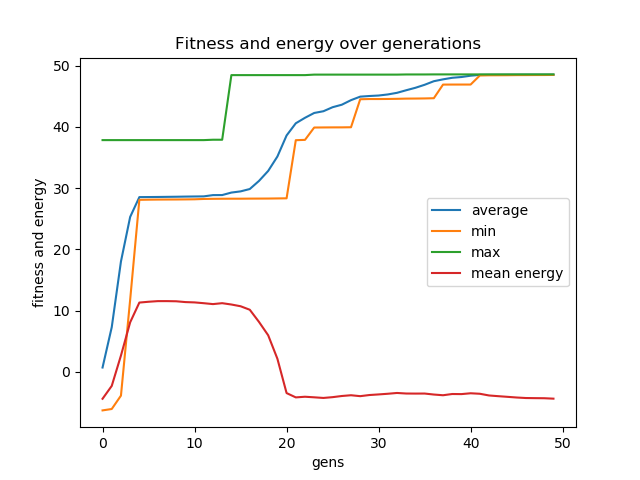 Fitness and energy over generations
fitness and energy
50
40
30
20
10
0
average
min
max
mean energy
0 10 20 30 40 50
gens